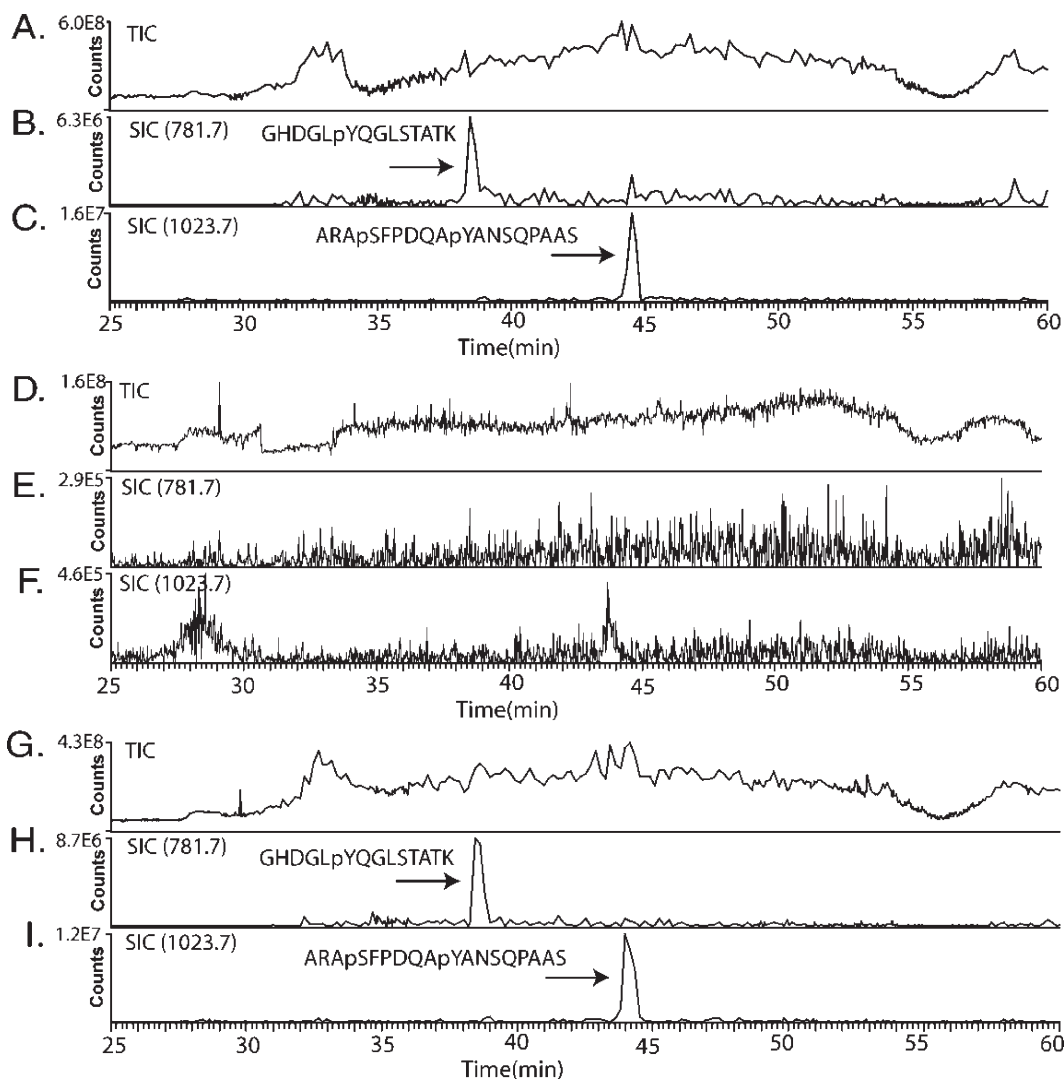 A.
6.0E8
TIC
Counts
B.
6.3E6
SIC (781.7)
GHDGLpYQGLSTATK
Counts
C.
1.6E7
SIC (1023.7)
ARApSFPDQApYANSQPAAS
Counts
25 30 35 40 45 50 55 60
Time(min)
D.
1.6E8
TIC
Counts
E.
2.9E5
SIC (781.7)
Counts
F.
4.6E5
SIC (1023.7)
Counts
25 30 35 40 45 50 55 60
Time(min)
G.
4.3E8
TIC
Counts
H.
8.7E6
SIC (781.7)
GHDGLpYQGLSTATK
Counts
I.
1.2E7
SIC (1023.7)
ARApSFPDQApYANSQPAAS
Counts
25 30 35 40 45 50 55 60
Time(min)